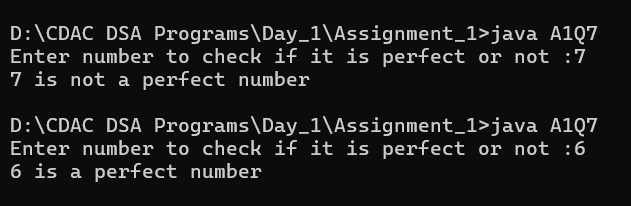 D:\CDAC DSA Programs\Day_1\Assignment_1>java A1Q7
Enter number to check if it is perfect or not :7
7 is not a perfect number
D:\CDAC DSA Programs\Day_1\Assignment_1>java A1Q7
Enter number to check if it is perfect or not :6
6 is a perfect number